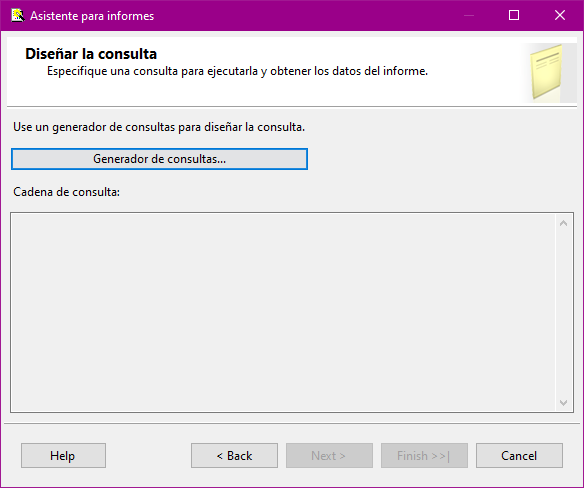 Asistente para informes
Diseñar la consulta
Especifique una consulta para ejecutarla y obtener los datos del informe.
Use un generador de consultas para diseñar la consulta.
Generador de consultas...
Cadena de consulta:
Help
< Back
Next >
Finish >>|
Cancel